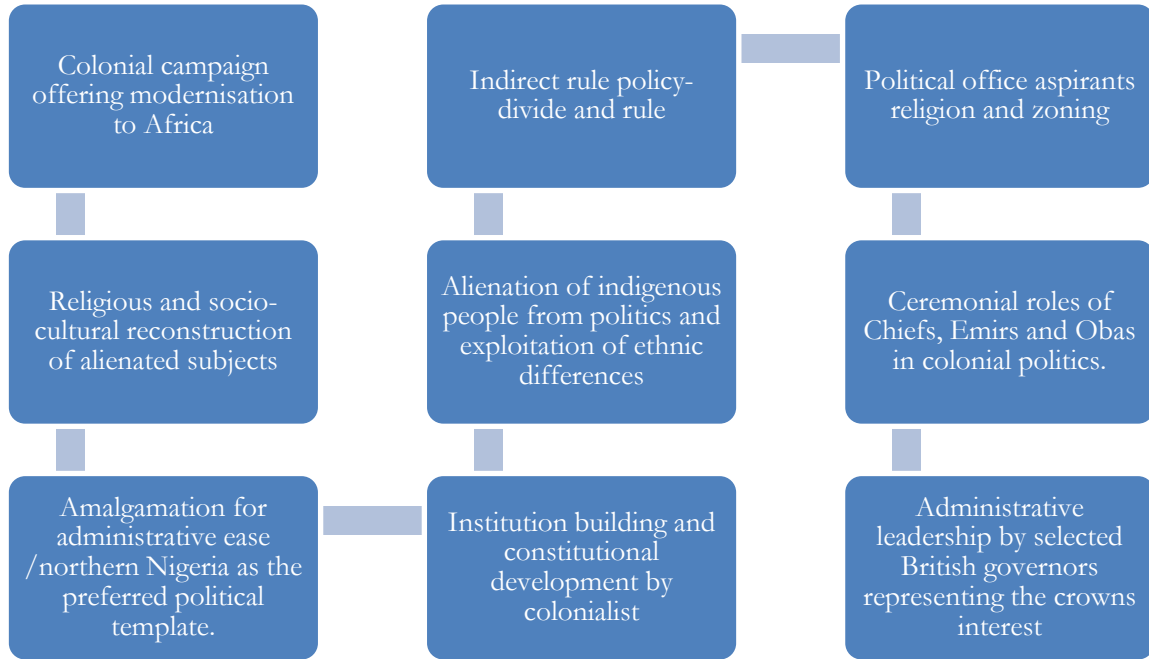 Colonial campaign
offering modernisation
to Africa
Religious and socio-
cultural reconstruction
of alienated subjects
Amalgamation for
administrative ease
/northern Nigeria as the
preferred political
template.
Institution building and
constitutional
development by
colonialist
Alienation of indigenous
people from politics and
exploitation of ethnic
differences
Indirect rule policy-
divide and rule
Political office aspirants
religion and zoning
Ceremonial roles of
Chiefs, Emirs and Obas
in colonial politics.
Administrative
leadership by selected
British governors
representing the crowns
interest